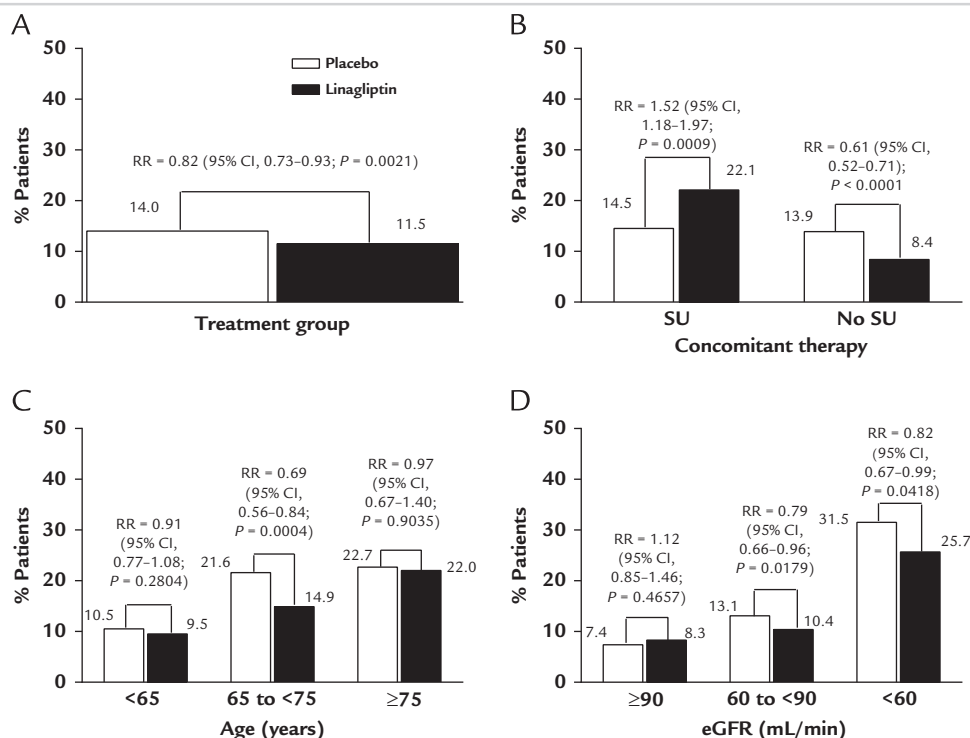 A
50
40
30
20
10
0
% Patients
Placebo
Linagliptin
RR = 0.82 (95% CI, 0.73–0.93; P = 0.0021)
14.0
11.5
Treatment group
B
50
40
30
20
10
0
% Patients
RR = 1.52 (95% CI,
1.18–1.97;
P = 0.0009)
14.5
22.1
RR = 0.61 (95% CI,
0.52–0.71);
P < 0.0001
13.9
8.4
SU
No SU
Concomitant therapy
C
50
40
30
20
10
0
% Patients
RR = 0.91
(95% CI,
0.77–1.08;
P = 0.2804)
10.5
9.5
RR = 0.69
(95% CI,
0.56–0.84;
P = 0.0004)
21.6
14.9
RR = 0.97
(95% CI,
0.67–1.40;
P = 0.9035)
22.7
22.0
<65
65 to <75
≥75
Age (years)
D
50
40
30
20
10
0
% Patients
RR = 1.12
(95% CI,
0.85–1.46;
P = 0.4657)
7.4
8.3
RR = 0.79
(95% CI,
0.66–0.96;
P = 0.0179)
13.1
10.4
RR = 0.82
(95% CI,
0.67–0.99;
P = 0.0418)
31.5
25.7
≥90
60 to <90
<60
eGFR (mL/min)